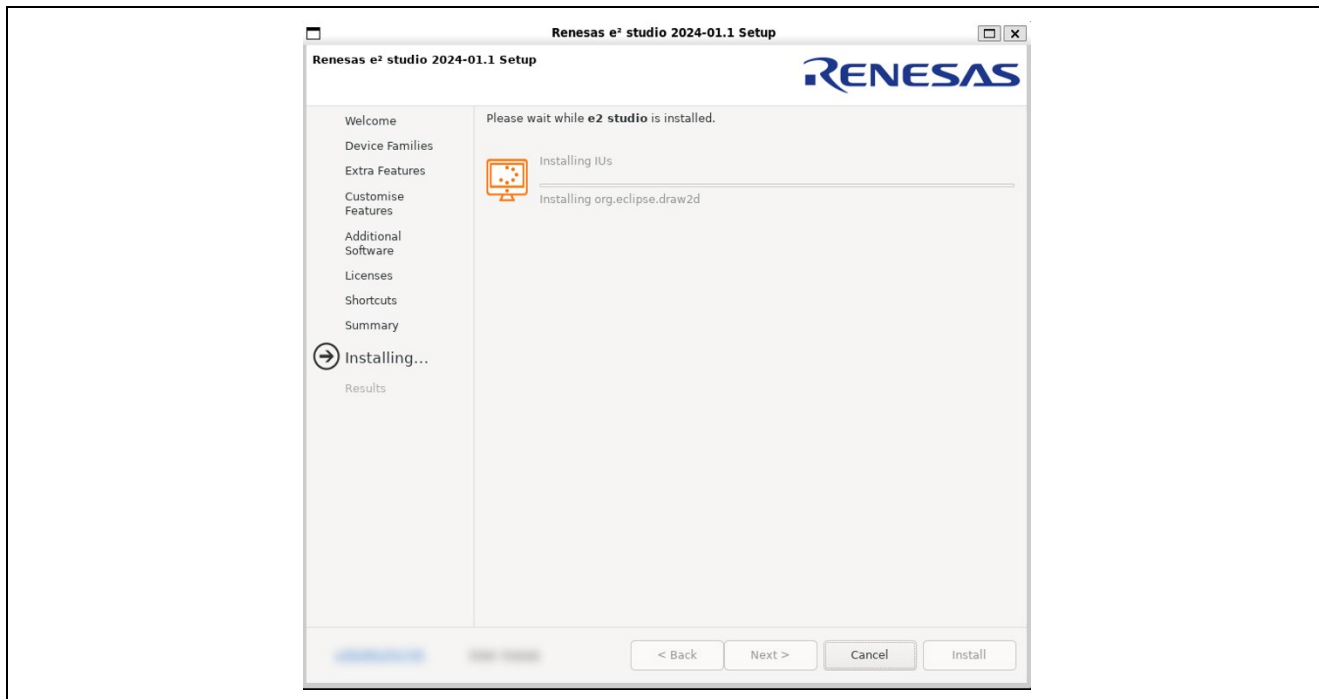 Renesas e² studio 2024-01.1 Setup
Renesas e² studio 2024-01.1 Setup
RENESAS
Welcome
Device Families
Extra Features
Customise
Features
Additional
Software
Licenses
Shortcuts
Summary
Installing...
Results
Please wait while e2 studio is installed.
Installing IUs
Installing org.eclipse.draw2d
< Back
Next >
Cancel
Install